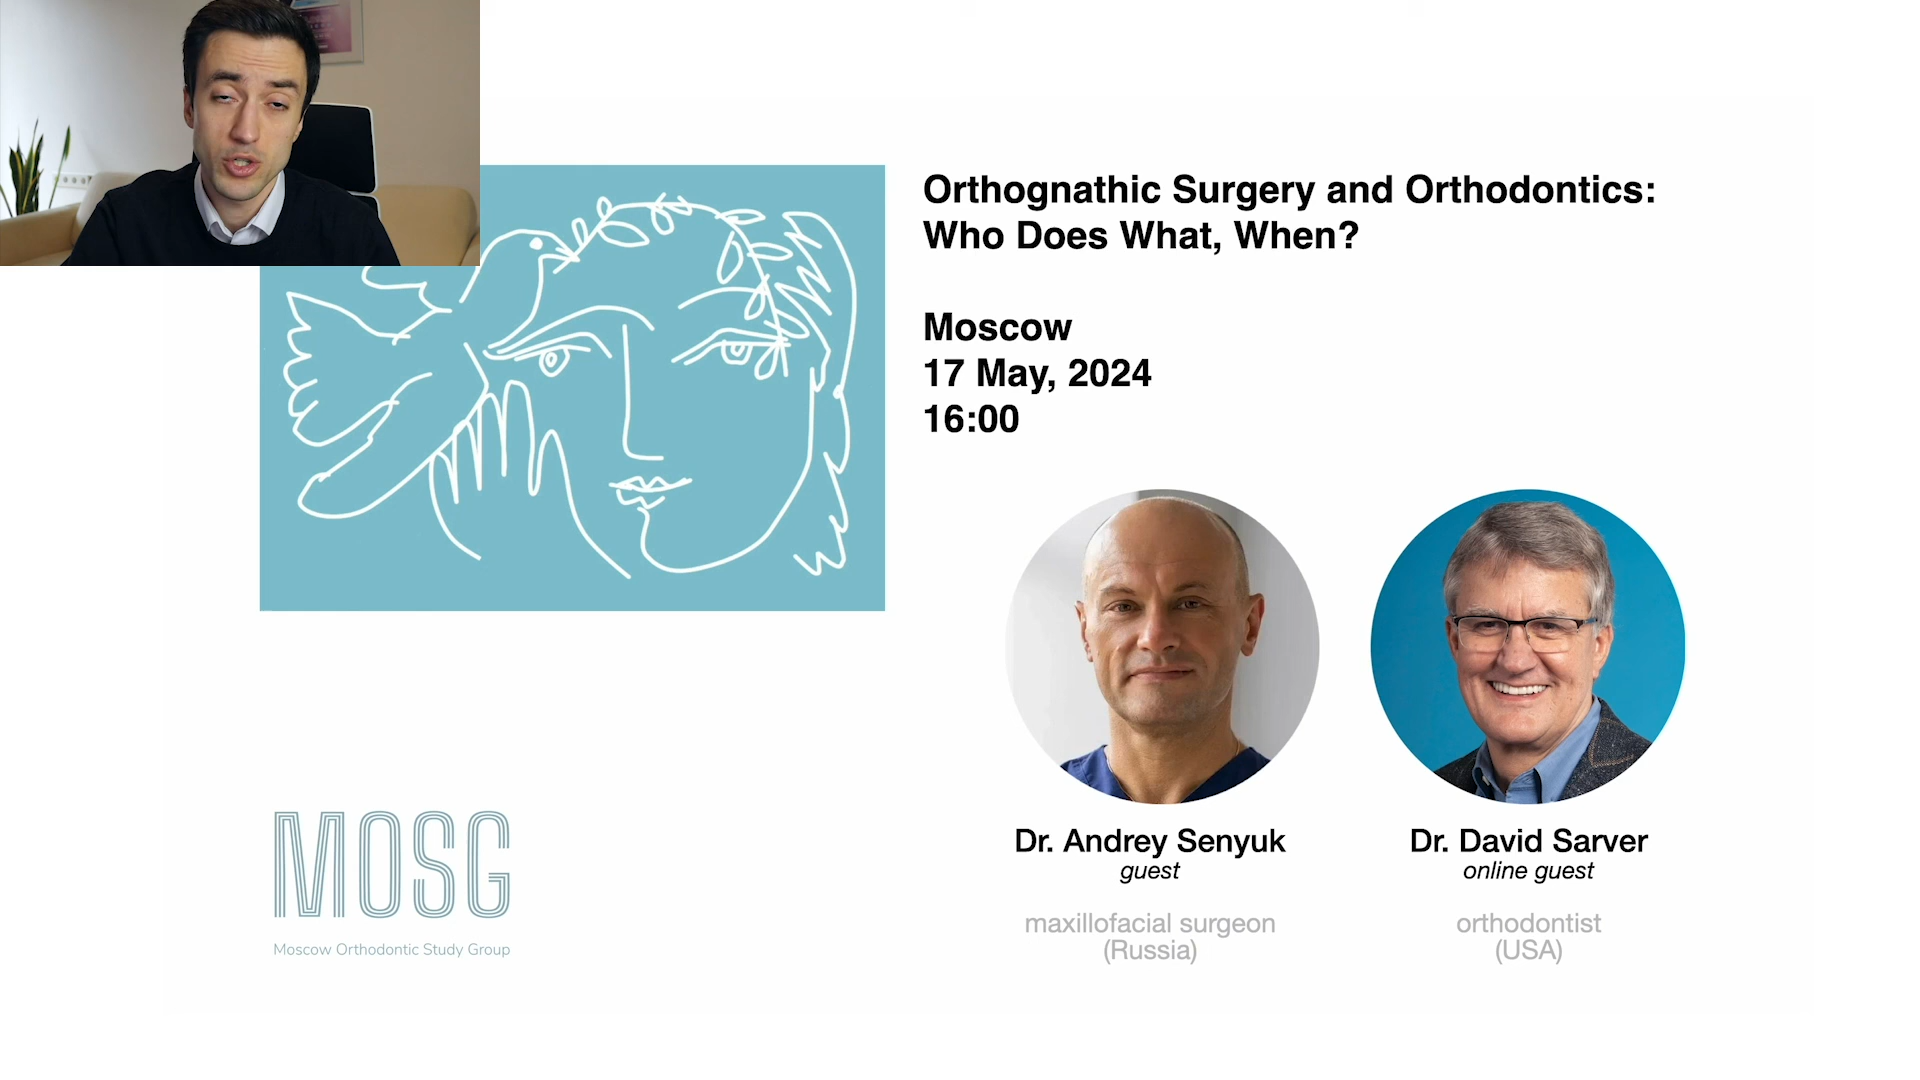 Orthognathic Surgery and Orthodontics:
Who Does What, When?
Moscow
17 May, 2024
16:00
Dr. Andrey Senyuk
guest
maxillofacial surgeon
(Russia)
Dr. David Sarver
online guest
orthodontist
(USA)
MOSG
Moscow Orthodontic Study Group